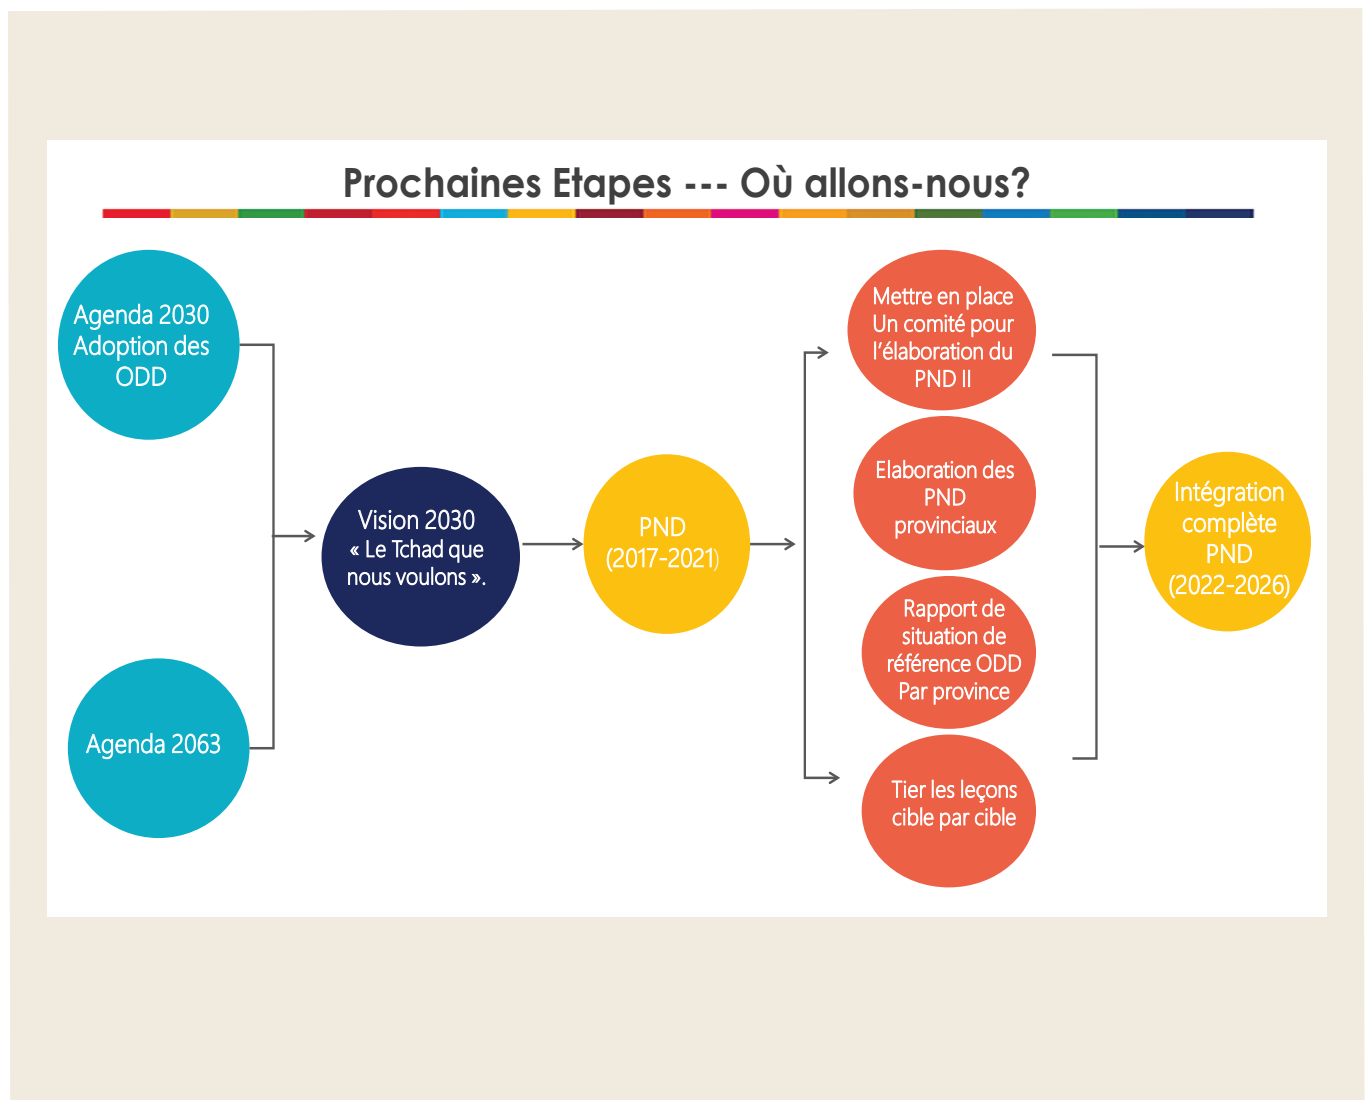 Prochaines Etapes --- Où allons-nous?
Agenda 2030
Adoption des
ODD
Agenda 2063
Vision 2030
« Le Tchad que
nous voulons ».
PND
(2017-2021)
Mettre en place
Un comité pour
l’élaboration du
PND II
Elaboration des
PND
provinciaux
Rapport de
situation de
référence ODD
Par province
Tier les leçons
cible par cible
Intégration
complète
PND
(2022-2026)